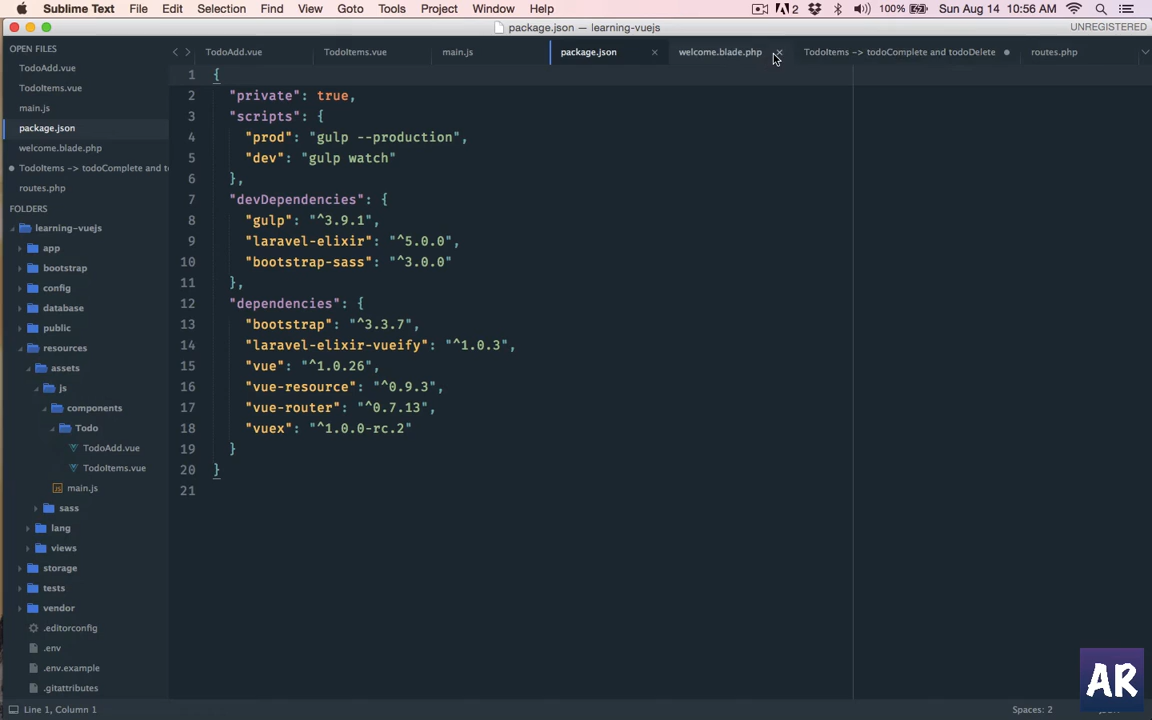 Sublime Text File Edit Selection Find View Goto Tools Project Window Help 2 100% Sun Aug 14 10:56 AM
package.json — learning-vuejs UNREGISTERED
OPEN FILES
TodoAdd.vue
TodoItems.vue
main.js
package.json
welcome.blade.php
TodoItems -> todoComplete and to
routes.php
FOLDERS
learning-vuejs
app
bootstrap
config
database
public
resources
assets
js
components
Todo
TodoAdd.vue
TodoItems.vue
main.js
sass
lang
views
storage
tests
vendor
.editorconfig
.env
.env.example
.gitattributes
TodoAdd.vue TodoItems.vue main.js package.json welcome.blade.php TodoItems -> todoComplete and todoDelete routes.php
1 {
2 "private": true,
3 "scripts": {
4 "prod": "gulp --production",
5 "dev": "gulp watch"
6 },
7 "devDependencies": {
8 "gulp": "^3.9.1",
9 "laravel-elixir": "^5.0.0",
10 "bootstrap-sass": "^3.0.0"
11 },
12 "dependencies": {
13 "bootstrap": "^3.3.7",
14 "laravel-elixir-vueify": "^1.0.3",
15 "vue": "^1.0.26",
16 "vue-resource": "^0.9.3",
17 "vue-router": "^0.7.13",
18 "vuex": "^1.0.0-rc.2"
19 }
20 }
21
AR
Line 1, Column 1 Spaces: 2